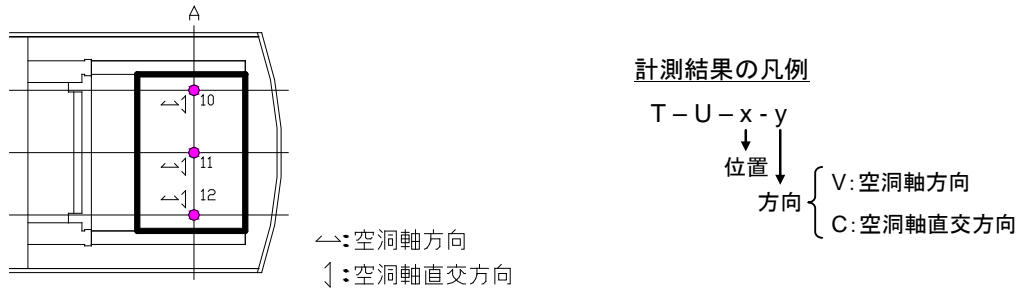 A
10
11
12
⇀:空洞軸方向
⇃:空洞軸直交方向
計測結果の凡例
T – U – x - y
位置
方向
V:空洞軸方向
C:空洞軸直交方向